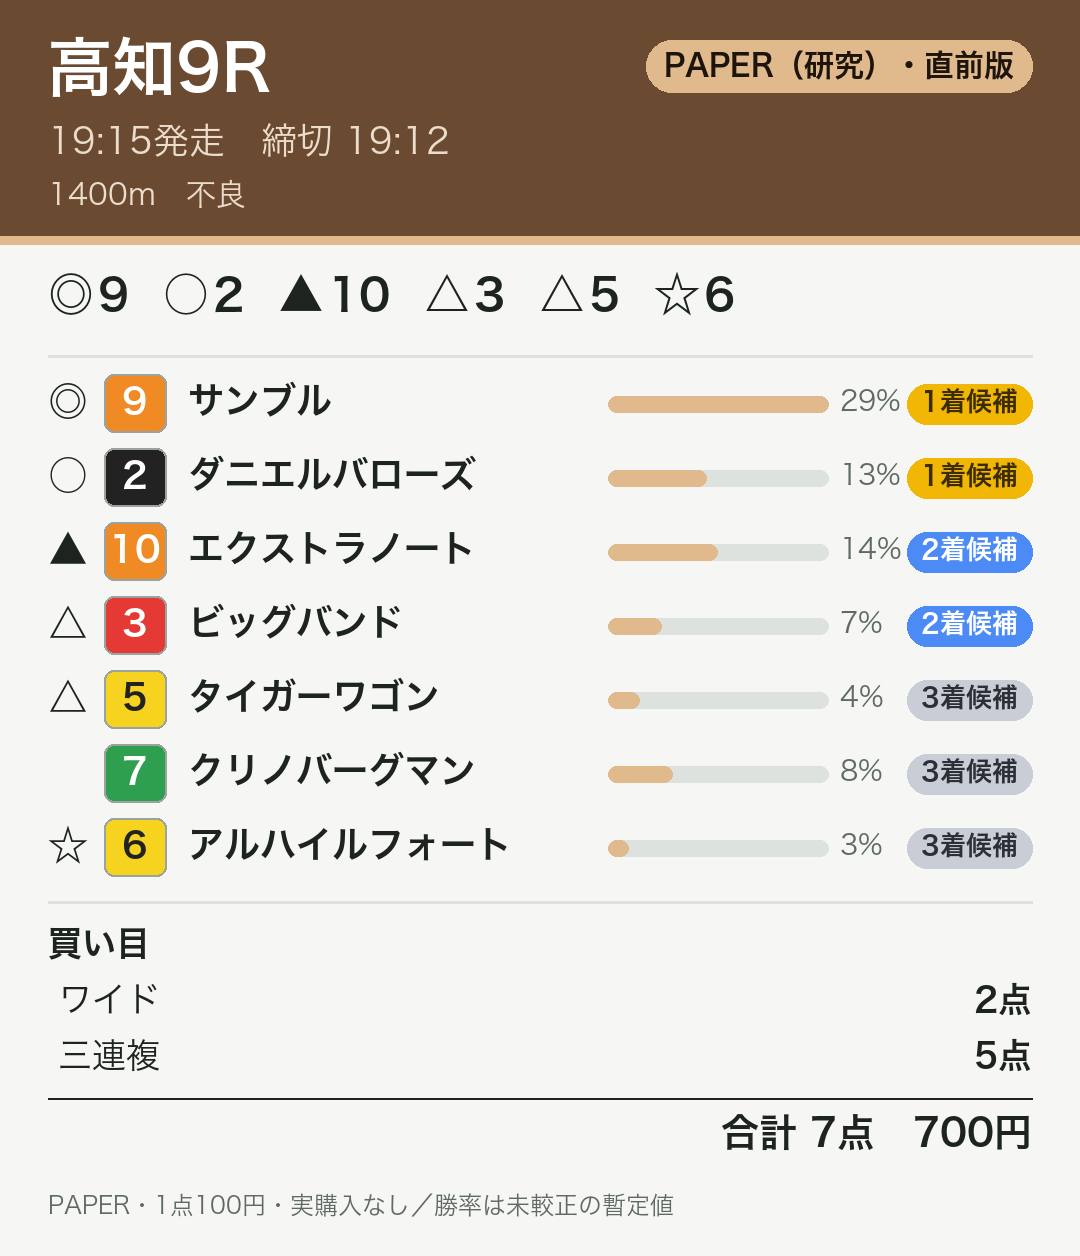 高知9R
PAPER（研究）・直前版
19:15発走　締切 19:12
1400m　不良
◎9 ○2 ▲10 △3 △5 ☆6
◎ 9 サンブル 29% 1着候補
○ 2 ダニエルバローズ 13% 1着候補
▲ 10 エクストラノート 14% 2着候補
△ 3 ビッグバンド 7% 2着候補
△ 5 タイガーワゴン 4% 3着候補
7 クリノバーグマン 8% 3着候補
☆ 6 アルハイルフォート 3% 3着候補
買い目
ワイド 2点
三連複 5点
合計 7点　700円
PAPER・1点100円・実購入なし／勝率は未較正の暫定値